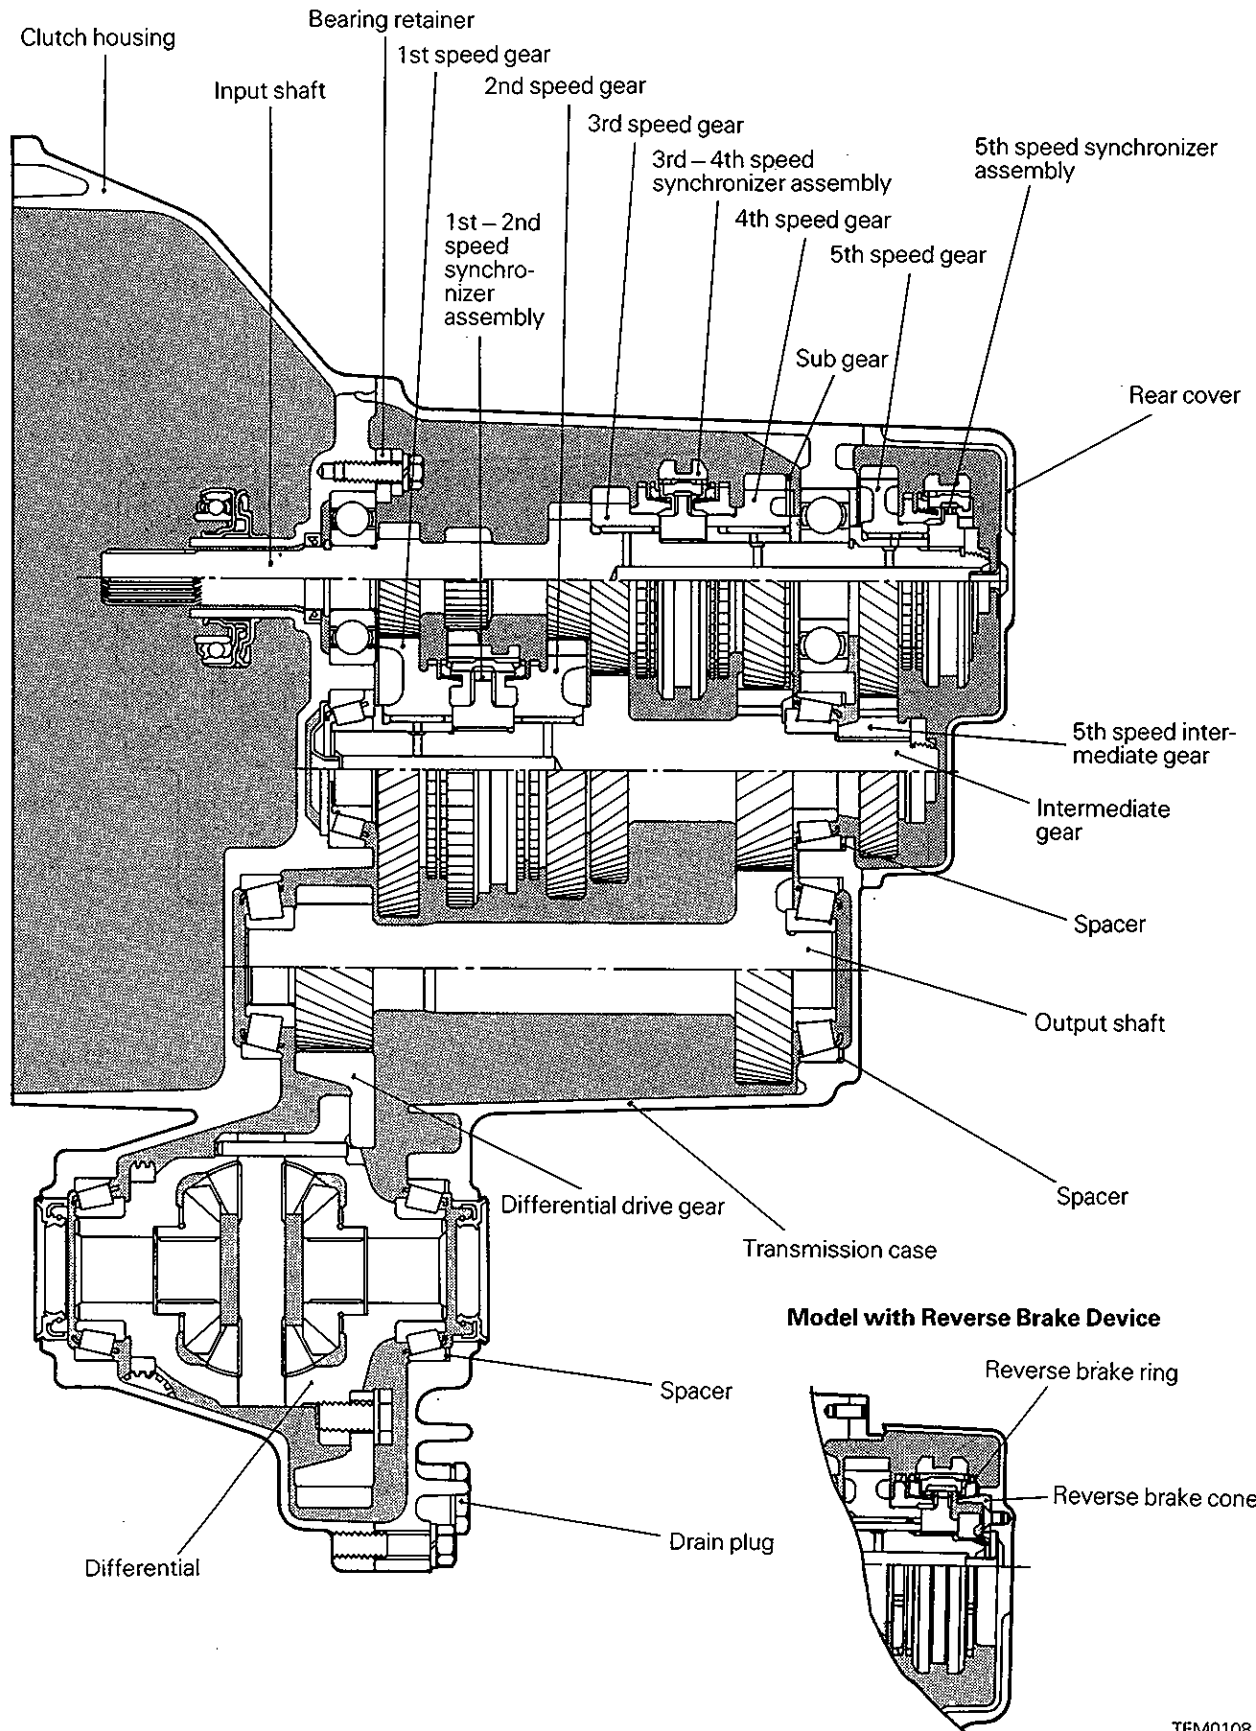 Clutch housing
Bearing retainer
Input shaft
1st speed gear
2nd speed gear
3rd speed gear
3rd – 4th speed
synchronizer assembly
5th speed synchronizer
assembly
4th speed gear
1st – 2nd
speed
synchro-
nizer
assembly
5th speed gear
Sub gear
Rear cover
5th speed inter-
mediate gear
Intermediate
gear
Spacer
Output shaft
Spacer
Differential drive gear
Transmission case
Model with Reverse Brake Device
Reverse brake ring
Spacer
Reverse brake cone
Drain plug
Differential
TFM0108